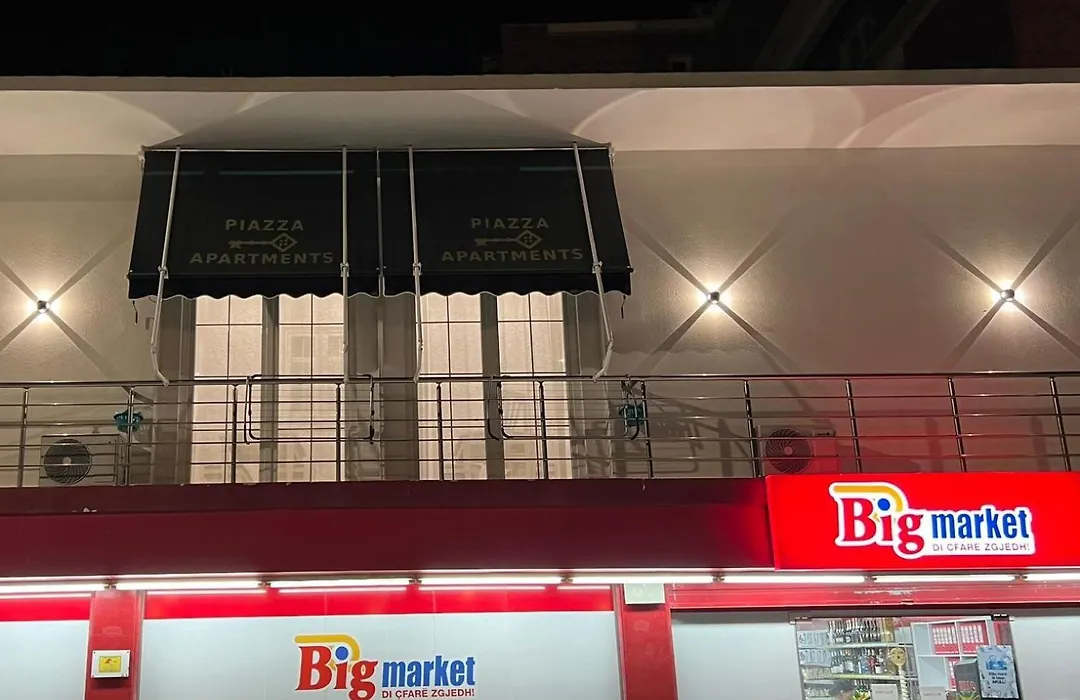 PIAZZA
APARTMENTS
PIAZZA
APARTMENTS
Big market
DI ÇFARË ZGJEDH!
Big market
DI ÇFARË ZGJEDH!